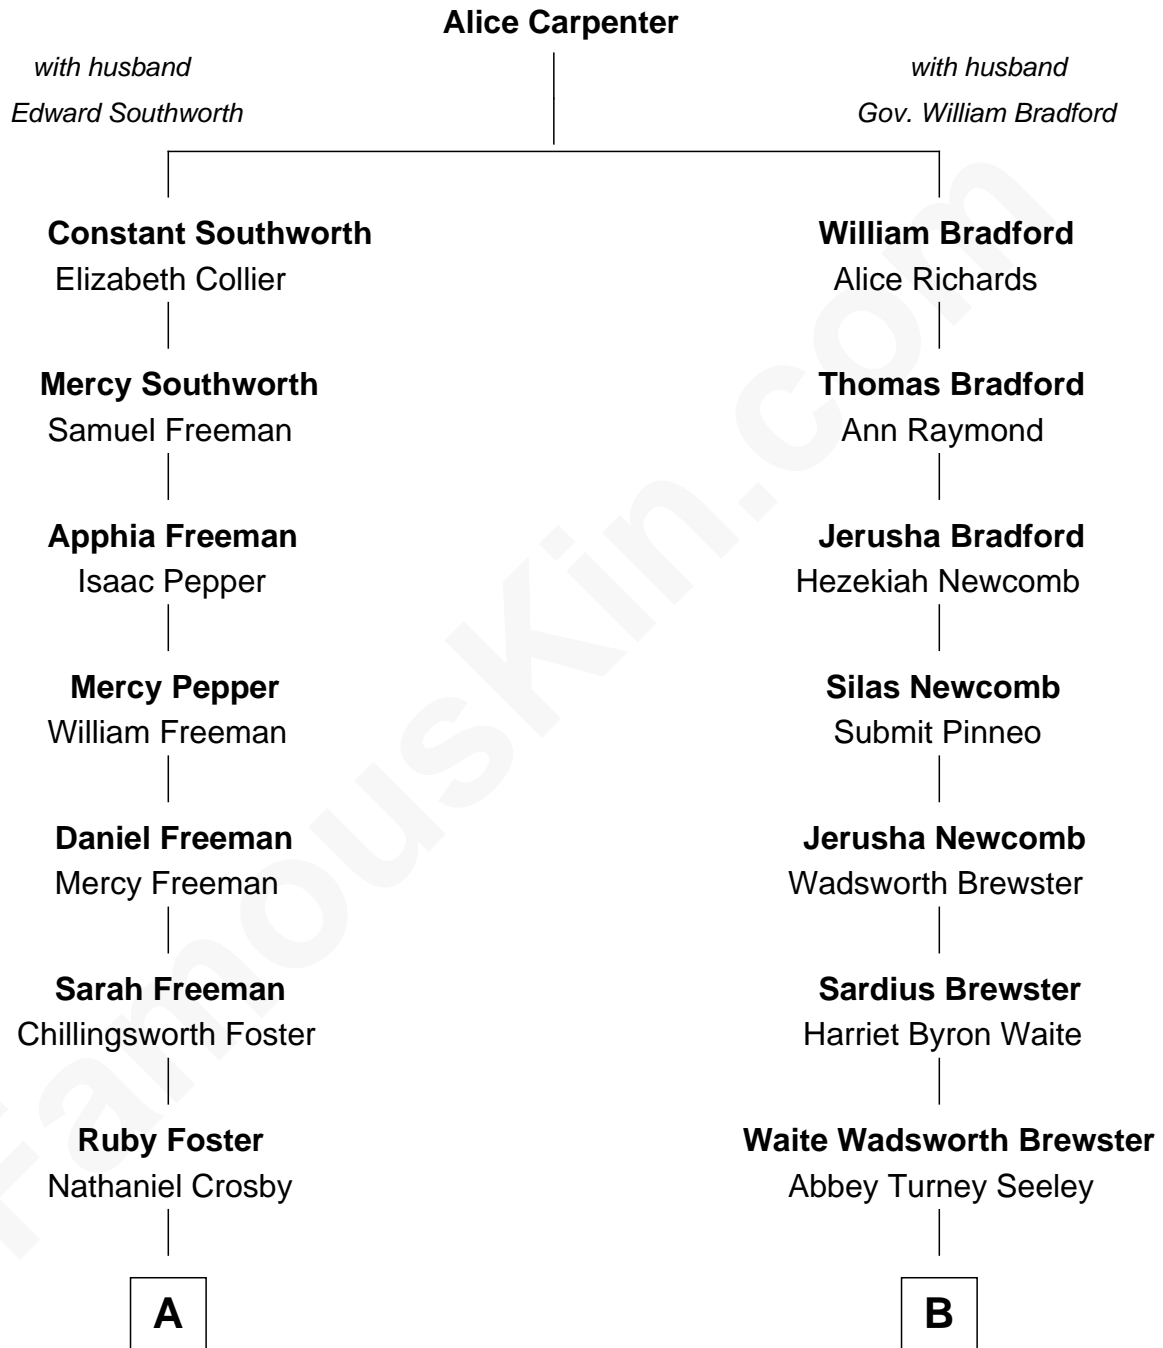 Alice Carpenter
with husband
Edward Southworth
with husband
Gov. William Bradford
Constant Southworth
Elizabeth Collier
William Bradford
Alice Richards
Mercy Southworth
Samuel Freeman
Thomas Bradford
Ann Raymond
Apphia Freeman
Isaac Pepper
Jerusha Bradford
Hezekiah Newcomb
Mercy Pepper
William Freeman
Silas Newcomb
Submit Pinneo
Daniel Freeman
Mercy Freeman
Jerusha Newcomb
Wadsworth Brewster
Sarah Freeman
Chillingsworth Foster
Sardius Brewster
Harriet Byron Waite
Ruby Foster
Nathaniel Crosby
Waite Wadsworth Brewster
Abbey Turney Seeley
A
B
FamousKin.com